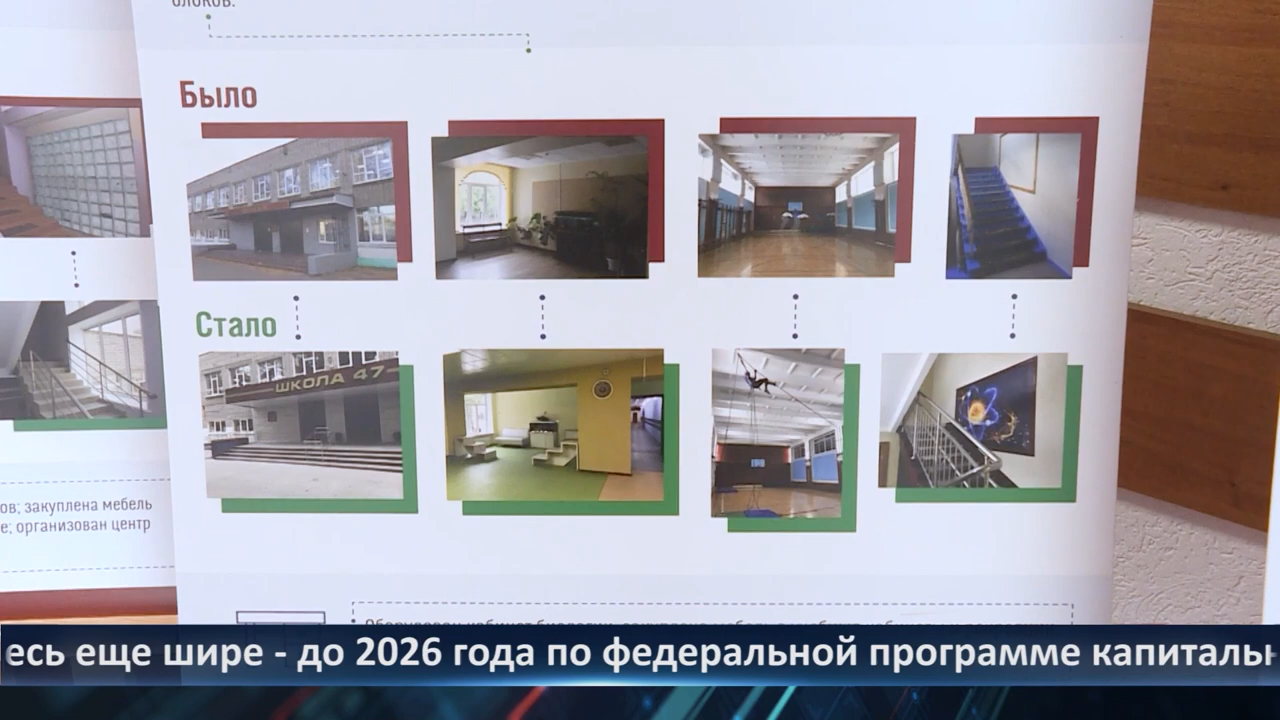 блоков.
Было
Стало
ШКОЛА 47
ов; закуплена мебель
е; организован центр
есь еще шире - до 2026 года по федеральной программе капиталь